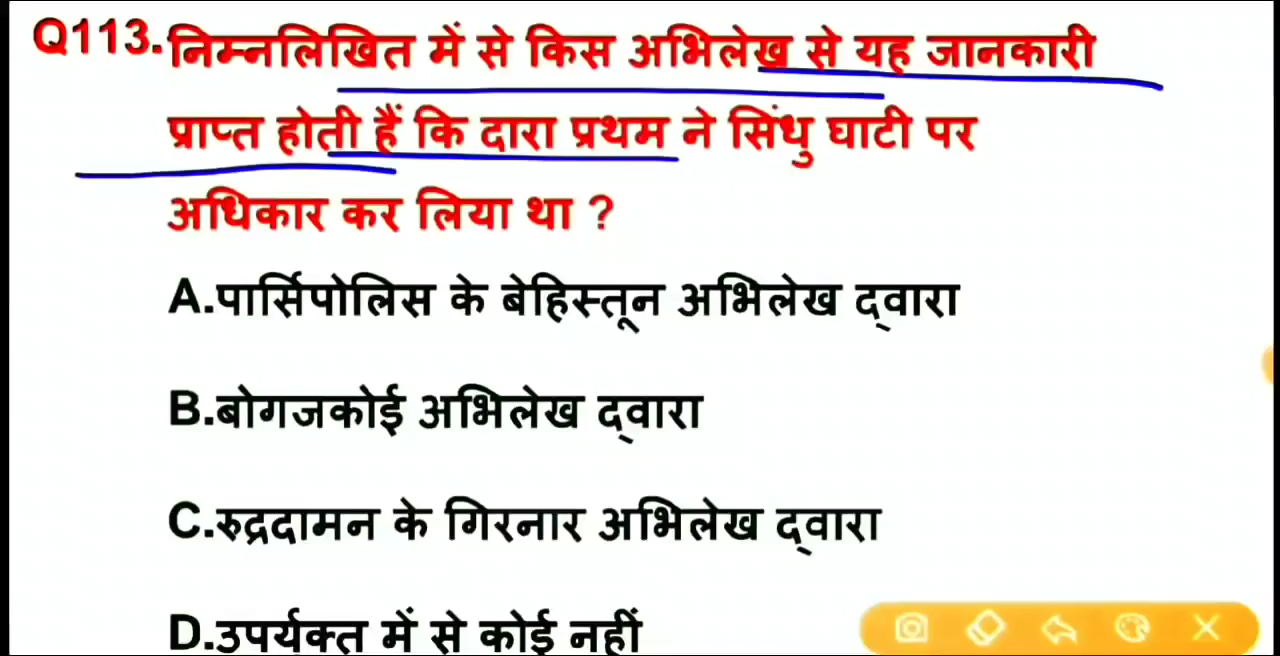 Q113.निम्नलिखित में से किस अभिलेख से यह जानकारी
प्राप्त होती हैं कि दारा प्रथम ने सिंधु घाटी पर
अधिकार कर लिया था ?
A.पार्सिपोलिस के बेहिस्तून अभिलेख द्‌वारा
B.बोगजकोई अभिलेख द्‌वारा
C.रुद्रदामन के गिरनार अभिलेख द्‌वारा
D.उपर्यक्त में से कोई नहीं